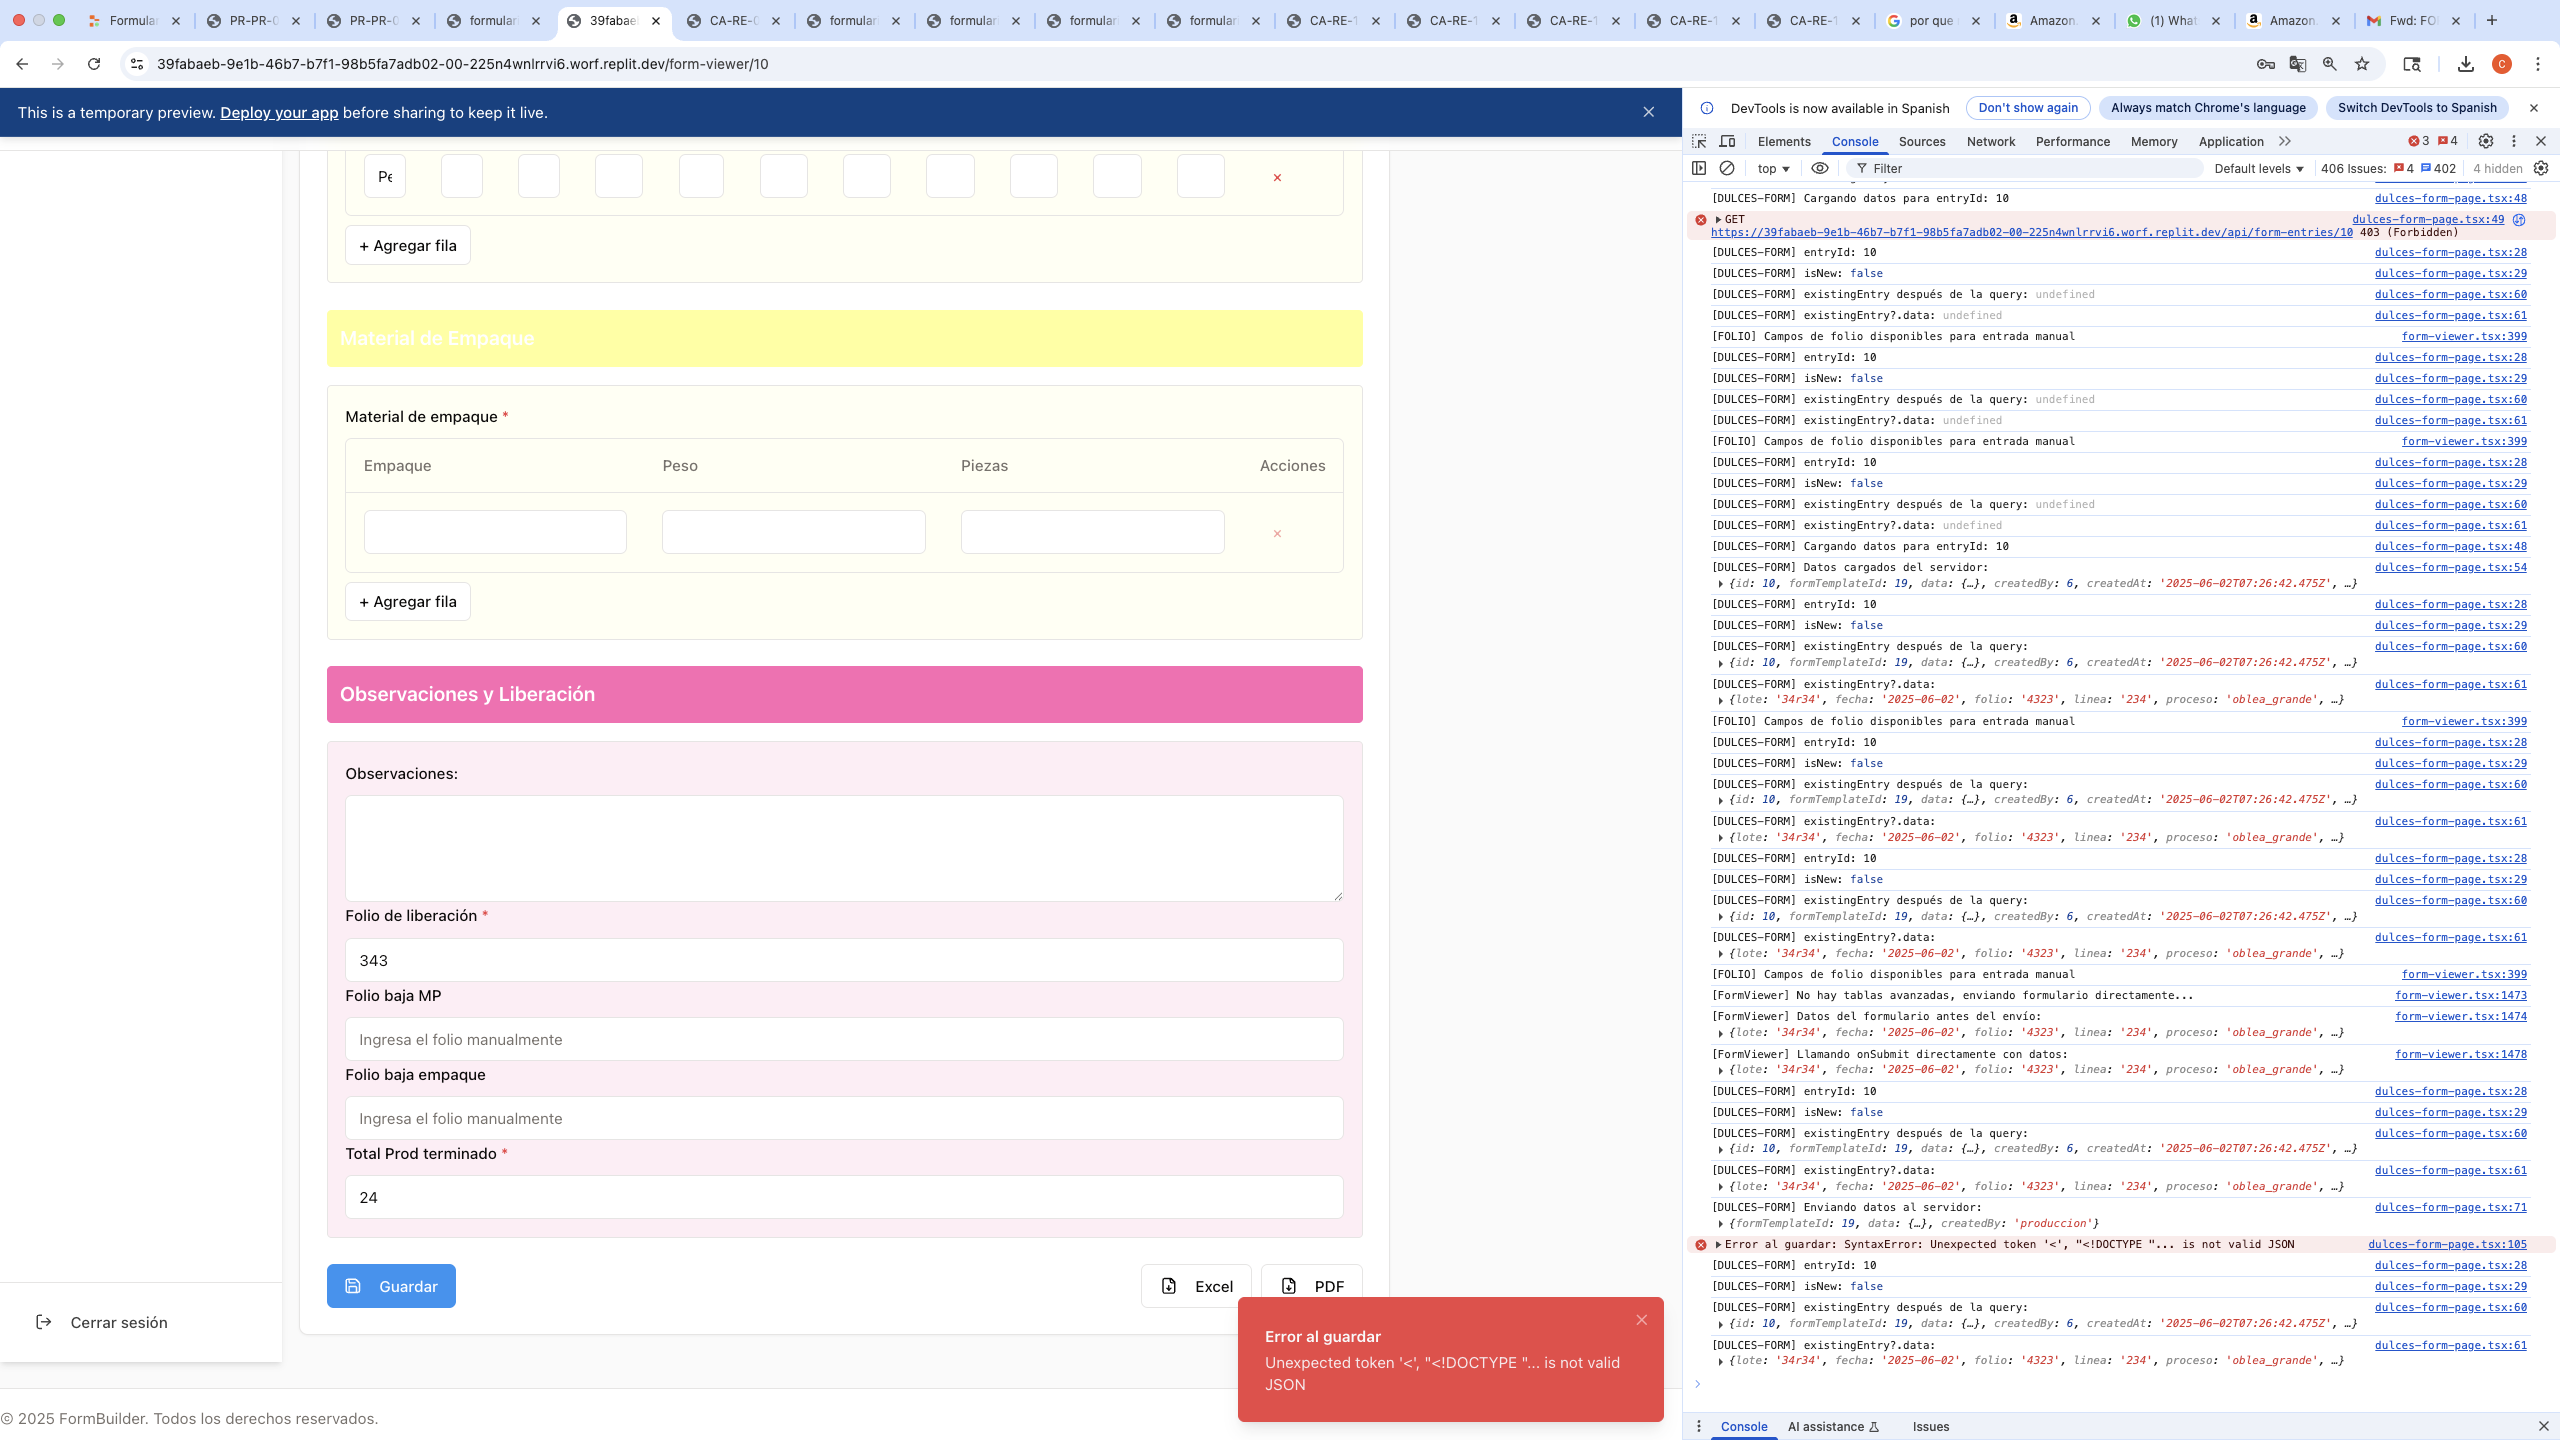 Formular
PR-PR-0
PR-PR-0
formular
39fabae
CA-RE-0
formular
formular
formular
formular
CA-RE-1
CA-RE-1
CA-RE-1
CA-RE-1
CA-RE-1
por que
Amazon.
(1) What
Amazon.
Fwd: FO
39fabaeb-9e1b-46b7-b7f1-98b5fa7adb02-00-225n4wnlrrvi6.worf.replit.dev/form-viewer/10
C
This is a temporary preview. Deploy your app before sharing to keep it live.
Pe
+ Agregar fila
Material de Empaque
Material de empaque *
Empaque Peso Piezas Acciones
+ Agregar fila
Observaciones y Liberación
Observaciones:
Folio de liberación *
343
Folio baja MP
Ingresa el folio manualmente
Folio baja empaque
Ingresa el folio manualmente
Total Prod terminado *
24
Guardar
Excel
PDF
Cerrar sesión
Error al guardar
Unexpected token '<', "<!DOCTYPE "... is not valid
JSON
© 2025 FormBuilder. Todos los derechos reservados.
DevTools is now available in Spanish Don't show again Always match Chrome's language Switch DevTools to Spanish
Elements Console Sources Network Performance Memory Application 3 4
top Filter Default levels 406 Issues: 4 402 4 hidden
[DULCES-FORM] Cargando datos para entryId: 10 dulces-form-page.tsx:48
GET dulces-form-page.tsx:49
https://39fabaeb-9e1b-46b7-b7f1-98b5fa7adb02-00-225n4wnlrrvi6.worf.replit.dev/api/form-entries/10 403 (Forbidden)
[DULCES-FORM] entryId: 10 dulces-form-page.tsx:28
[DULCES-FORM] isNew: false dulces-form-page.tsx:29
[DULCES-FORM] existingEntry después de la query: undefined dulces-form-page.tsx:60
[DULCES-FORM] existingEntry?.data: undefined dulces-form-page.tsx:61
[FOLIO] Campos de folio disponibles para entrada manual form-viewer.tsx:399
[DULCES-FORM] entryId: 10 dulces-form-page.tsx:28
[DULCES-FORM] isNew: false dulces-form-page.tsx:29
[DULCES-FORM] existingEntry después de la query: undefined dulces-form-page.tsx:60
[DULCES-FORM] existingEntry?.data: undefined dulces-form-page.tsx:61
[FOLIO] Campos de folio disponibles para entrada manual form-viewer.tsx:399
[DULCES-FORM] entryId: 10 dulces-form-page.tsx:28
[DULCES-FORM] isNew: false dulces-form-page.tsx:29
[DULCES-FORM] existingEntry después de la query: undefined dulces-form-page.tsx:60
[DULCES-FORM] existingEntry?.data: undefined dulces-form-page.tsx:61
[DULCES-FORM] Cargando datos para entryId: 10 dulces-form-page.tsx:48
[DULCES-FORM] Datos cargados del servidor: dulces-form-page.tsx:54
{id: 10, formTemplateId: 19, data: {…}, createdBy: 6, createdAt: '2025-06-02T07:26:42.475Z', …}
[DULCES-FORM] entryId: 10 dulces-form-page.tsx:28
[DULCES-FORM] isNew: false dulces-form-page.tsx:29
[DULCES-FORM] existingEntry después de la query: dulces-form-page.tsx:60
{id: 10, formTemplateId: 19, data: {…}, createdBy: 6, createdAt: '2025-06-02T07:26:42.475Z', …}
[DULCES-FORM] existingEntry?.data: dulces-form-page.tsx:61
{lote: '34r34', fecha: '2025-06-02', folio: '4323', linea: '234', proceso: 'oblea_grande', …}
[FOLIO] Campos de folio disponibles para entrada manual form-viewer.tsx:399
[DULCES-FORM] entryId: 10 dulces-form-page.tsx:28
[DULCES-FORM] isNew: false dulces-form-page.tsx:29
[DULCES-FORM] existingEntry después de la query: dulces-form-page.tsx:60
{id: 10, formTemplateId: 19, data: {…}, createdBy: 6, createdAt: '2025-06-02T07:26:42.475Z', …}
[DULCES-FORM] existingEntry?.data: dulces-form-page.tsx:61
{lote: '34r34', fecha: '2025-06-02', folio: '4323', linea: '234', proceso: 'oblea_grande', …}
[DULCES-FORM] entryId: 10 dulces-form-page.tsx:28
[DULCES-FORM] isNew: false dulces-form-page.tsx:29
[DULCES-FORM] existingEntry después de la query: dulces-form-page.tsx:60
{id: 10, formTemplateId: 19, data: {…}, createdBy: 6, createdAt: '2025-06-02T07:26:42.475Z', …}
[DULCES-FORM] existingEntry?.data: dulces-form-page.tsx:61
{lote: '34r34', fecha: '2025-06-02', folio: '4323', linea: '234', proceso: 'oblea_grande', …}
[FOLIO] Campos de folio disponibles para entrada manual form-viewer.tsx:399
[FormViewer] No hay tablas avanzadas, enviando formulario directamente... form-viewer.tsx:1473
[FormViewer] Datos del formulario antes del envío: form-viewer.tsx:1474
{lote: '34r34', fecha: '2025-06-02', folio: '4323', linea: '234', proceso: 'oblea_grande', …}
[FormViewer] Llamando onSubmit directamente con datos: form-viewer.tsx:1478
{lote: '34r34', fecha: '2025-06-02', folio: '4323', linea: '234', proceso: 'oblea_grande', …}
[DULCES-FORM] entryId: 10 dulces-form-page.tsx:28
[DULCES-FORM] isNew: false dulces-form-page.tsx:29
[DULCES-FORM] existingEntry después de la query: dulces-form-page.tsx:60
{id: 10, formTemplateId: 19, data: {…}, createdBy: 6, createdAt: '2025-06-02T07:26:42.475Z', …}
[DULCES-FORM] existingEntry?.data: dulces-form-page.tsx:61
{lote: '34r34', fecha: '2025-06-02', folio: '4323', linea: '234', proceso: 'oblea_grande', …}
[DULCES-FORM] Enviando datos al servidor: dulces-form-page.tsx:71
{formTemplateId: 19, data: {…}, createdBy: 'produccion'}
Error al guardar: SyntaxError: Unexpected token '<', "<!DOCTYPE "... is not valid JSON dulces-form-page.tsx:105
[DULCES-FORM] entryId: 10 dulces-form-page.tsx:28
[DULCES-FORM] isNew: false dulces-form-page.tsx:29
[DULCES-FORM] existingEntry después de la query: dulces-form-page.tsx:60
{id: 10, formTemplateId: 19, data: {…}, createdBy: 6, createdAt: '2025-06-02T07:26:42.475Z', …}
[DULCES-FORM] existingEntry?.data: dulces-form-page.tsx:61
{lote: '34r34', fecha: '2025-06-02', folio: '4323', linea: '234', proceso: 'oblea_grande', …}
Console AI assistance Issues